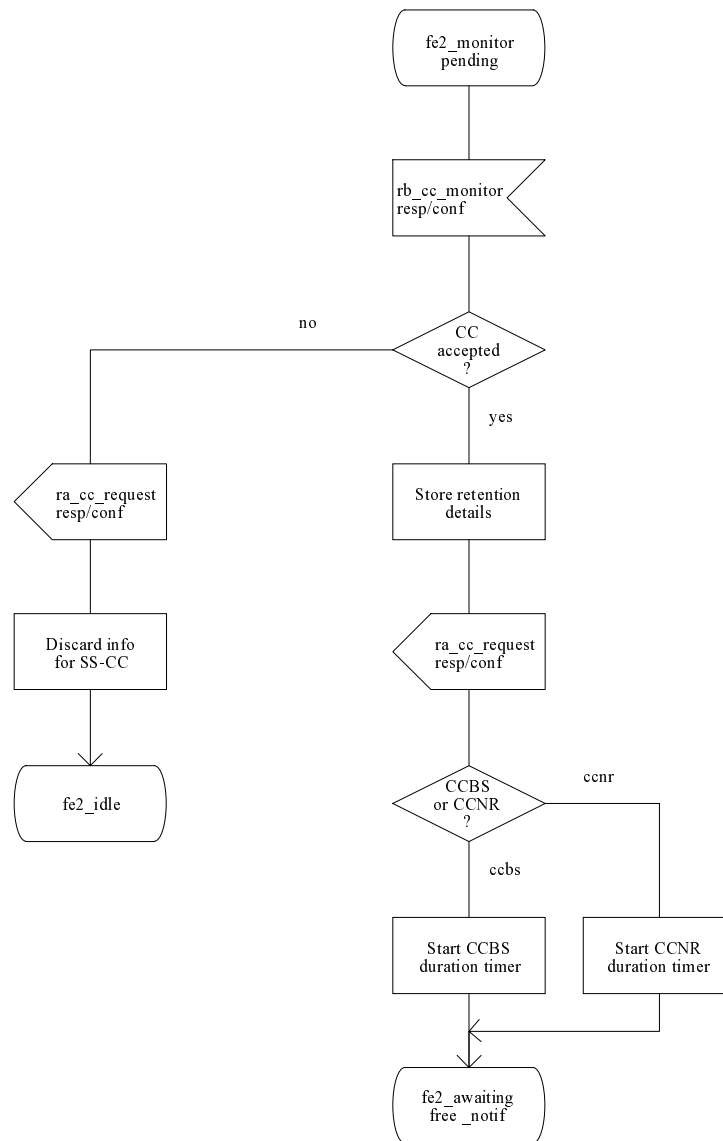 fe2_monitor
pending
rb_cc_monitor
resp/conf
CC
accepted
?
no
yes
ra_cc_request
resp/conf
Store retention
details
Discard info
for SS-CC
ra_cc_request
resp/conf
fe2_idle
CCBS
or CCNR
?
ccnr
ccbs
Start CCBS
duration timer
Start CCNR
duration timer
fe2_awaiting
free _notif